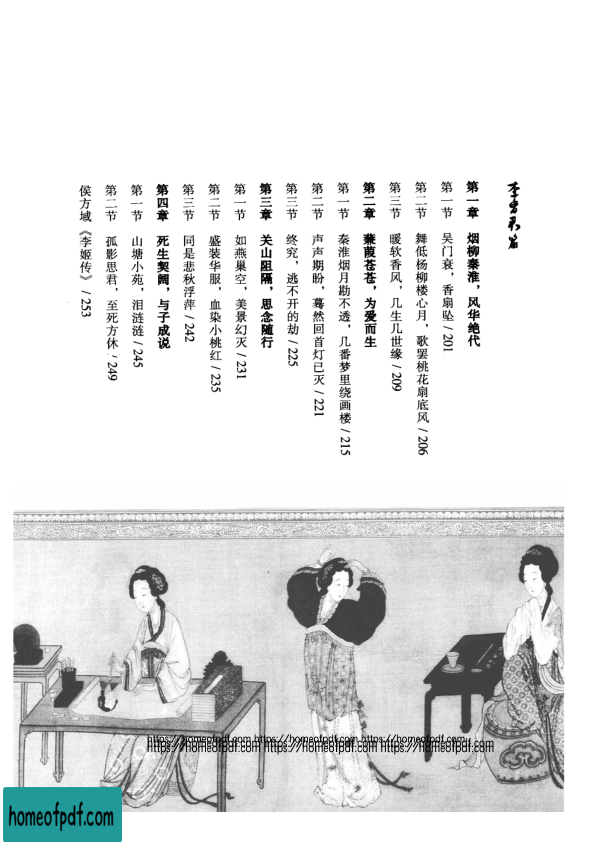 李香君篇
第一章 烟柳秦淮，风华绝代
第一节 吴门衰，香扇坠 / 201
第二节 舞低杨柳楼心月，歌罢桃花扇底风 / 206
第三节 暖软香风，几生几世缘 / 209
第二章 蒹葭苍苍，为爱而生
第一节 秦淮烟月勘不透，几番梦里绕画楼 / 215
第二节 声声期盼，蓦然回首灯已灭 / 221
第三节 终究，逃不开的劫 / 225
第三章 关山阻隔，思念随行
第一节 如燕巢空，美景幻灭 / 231
第二节 盛装华服，血染小桃红 / 235
第三节 同是悲秋浮萍 / 242
第四章 死生契阔，与子成说
第一节 山塘小苑，泪涟涟 / 245
第二节 孤影思君，至死方休 / 249
侯方域《李姬传》 / 253
https://homeofpdf.com https://homeofpdf.com https://homeofpdf.com
https://homeofpdf.com https://homeofpdf.com https://homeofpdf.com
homeofpdf.com